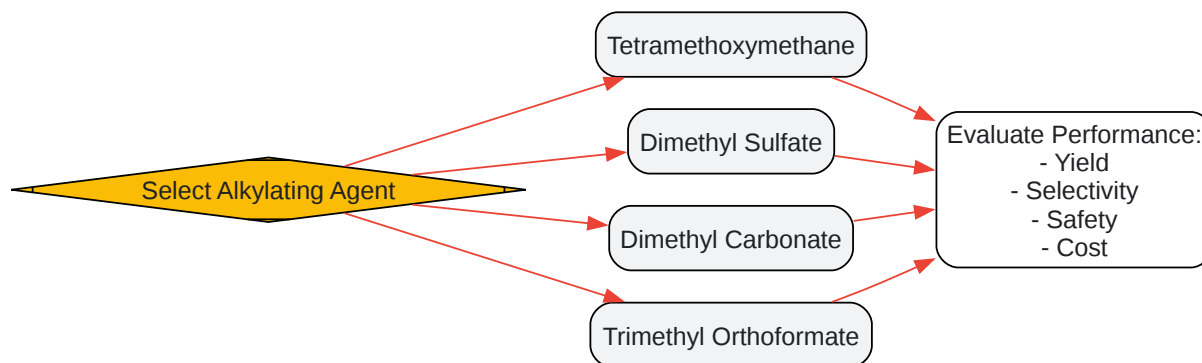 Select Alkylating Agent
Tetramethoxymethane
Dimethyl Sulfate
Dimethyl Carbonate
Trimethyl Orthoformate
Evaluate Performance:
- Yield
- Selectivity
- Safety
- Cost